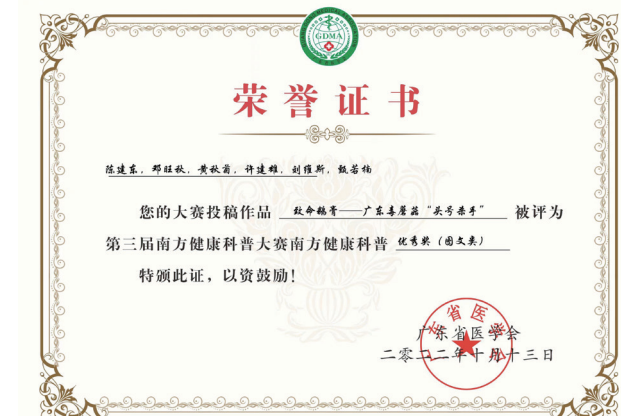 GDMA
荣誉证书
陈建东，邓旺秋，黄秋菊，许建雄，刘维斯，甄若楠
您的大赛投稿作品 致命鹅膏——广东毒蘑菇“头号杀手” 被评为
第三届南方健康科普大赛南方健康科普 优秀奖（图文类）
特颁此证，以资鼓励！
广东省医学会
二零二二年十月十三日